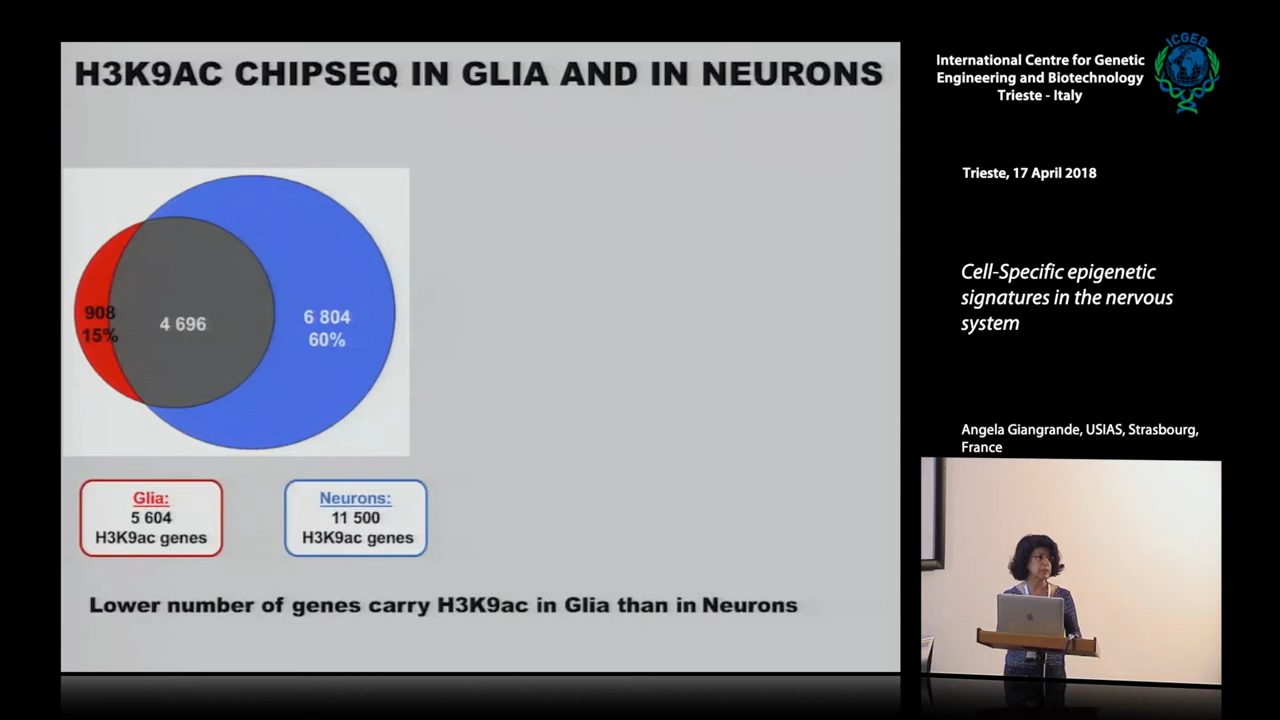 H3K9AC CHIPSEQ IN GLIA AND IN NEURONS
908
15%
4 696
6 804
60%
Glia:
5 604
H3K9ac genes
Neurons:
11 500
H3K9ac genes
Lower number of genes carry H3K9ac in Glia than in Neurons
International Centre for Genetic
Engineering and Biotechnology
Trieste - Italy
ICGEB
Trieste, 17 April 2018
Cell-Specific epigenetic
signatures in the nervous
system
Angela Giangrande, USIAS, Strasbourg,
France